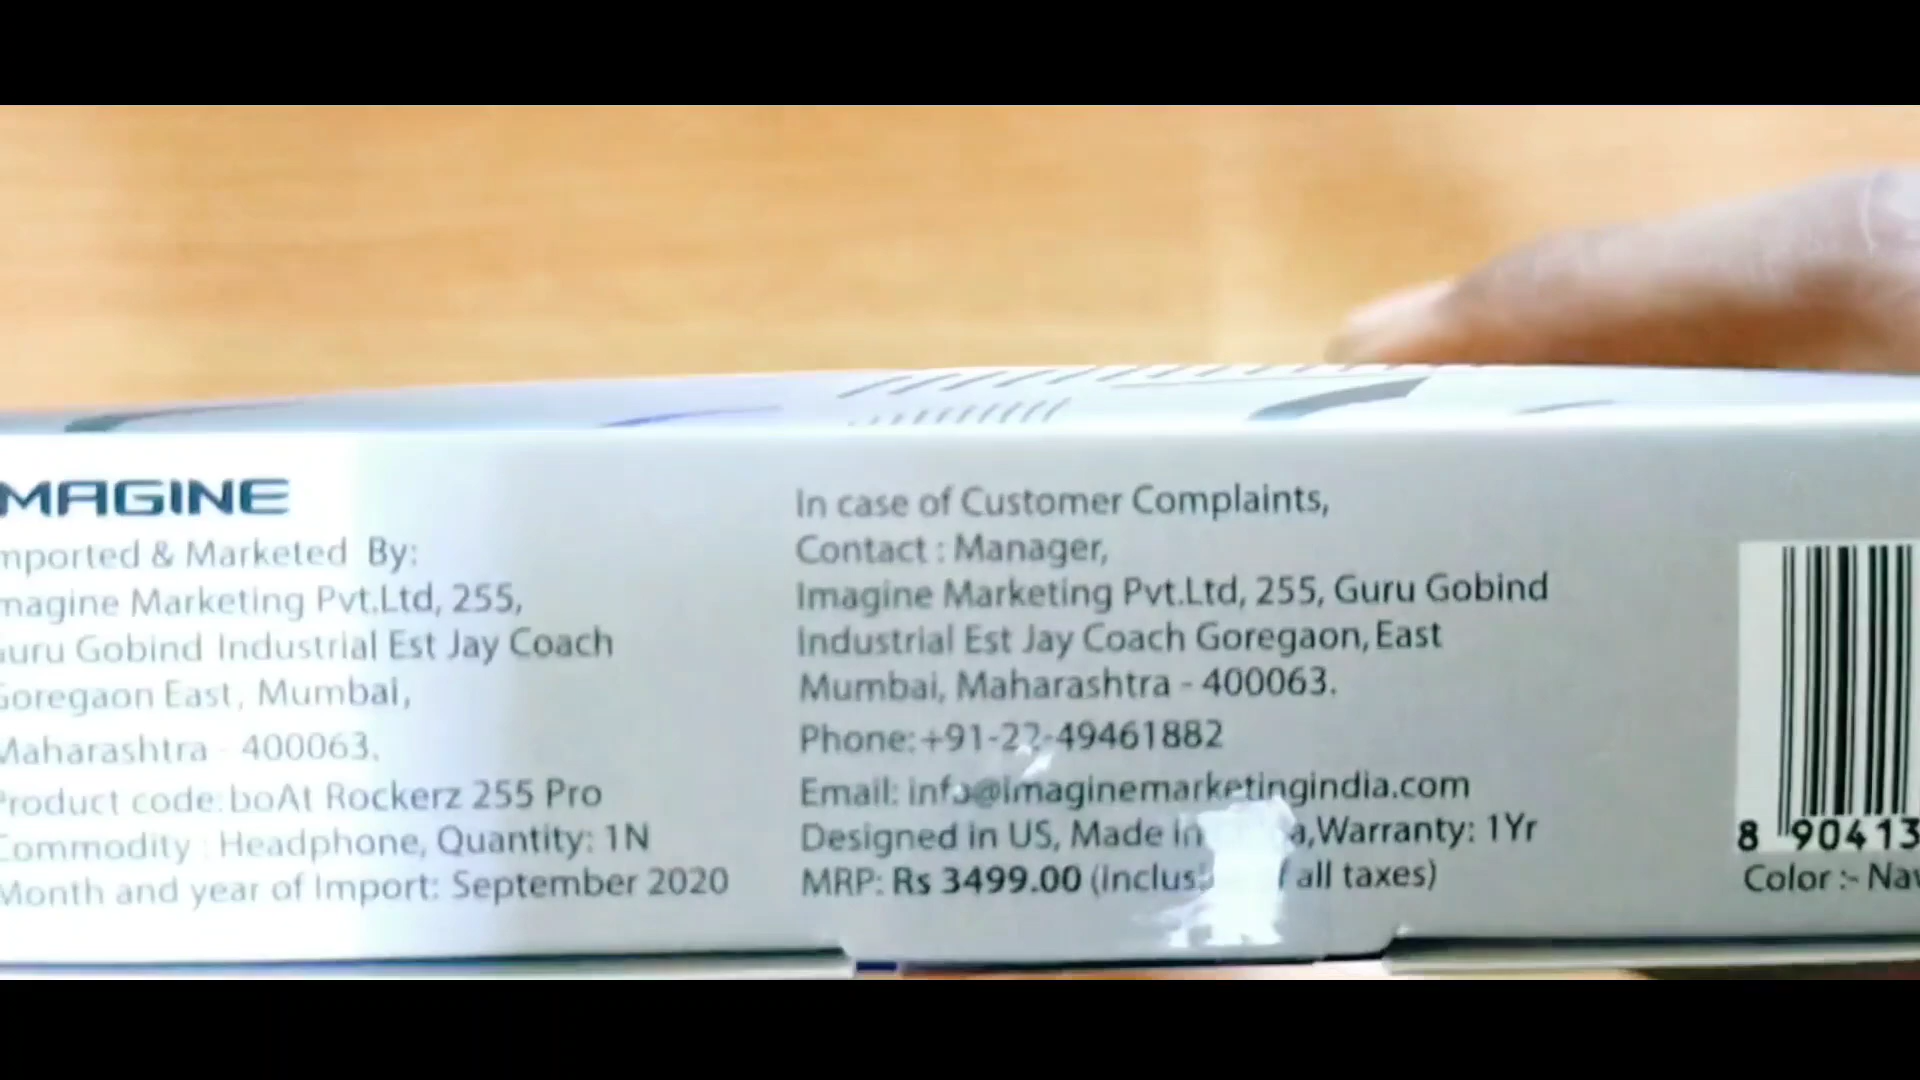 MAGINE
mported & Marketed By:
magine Marketing Pvt.Ltd, 255,
uru Gobind Industrial Est Jay Coach
Goregaon East, Mumbai,
Maharashtra - 400063.
Product code: boAt Rockerz 255 Pro
Commodity : Headphone, Quantity: 1N
Month and year of Import: September 2020
In case of Customer Complaints,
Contact : Manager,
Imagine Marketing Pvt.Ltd, 255, Guru Gobind
Industrial Est Jay Coach Goregaon, East
Mumbai, Maharashtra - 400063.
Phone: +91-22-49461882
Email: info@imaginemarketingindia.com
Designed in US, Made in a, Warranty: 1Yr
MRP: Rs 3499.00 (inclus all taxes)
8 90413
Color :- Nav